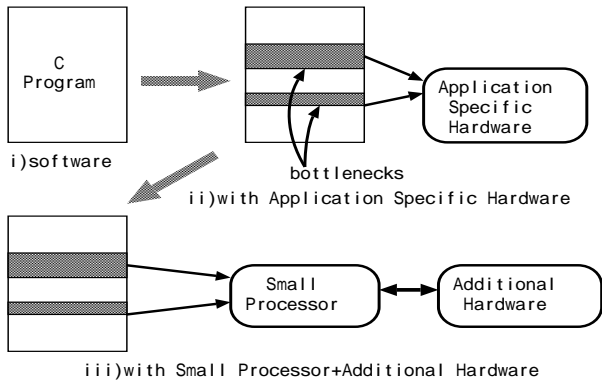 C
Program
i)software
Application
Specific
Hardware
bottlenecks
ii)with Application Specific Hardware
Small
Processor
Additional
Hardware
iii)with Small Processor+Additional Hardware